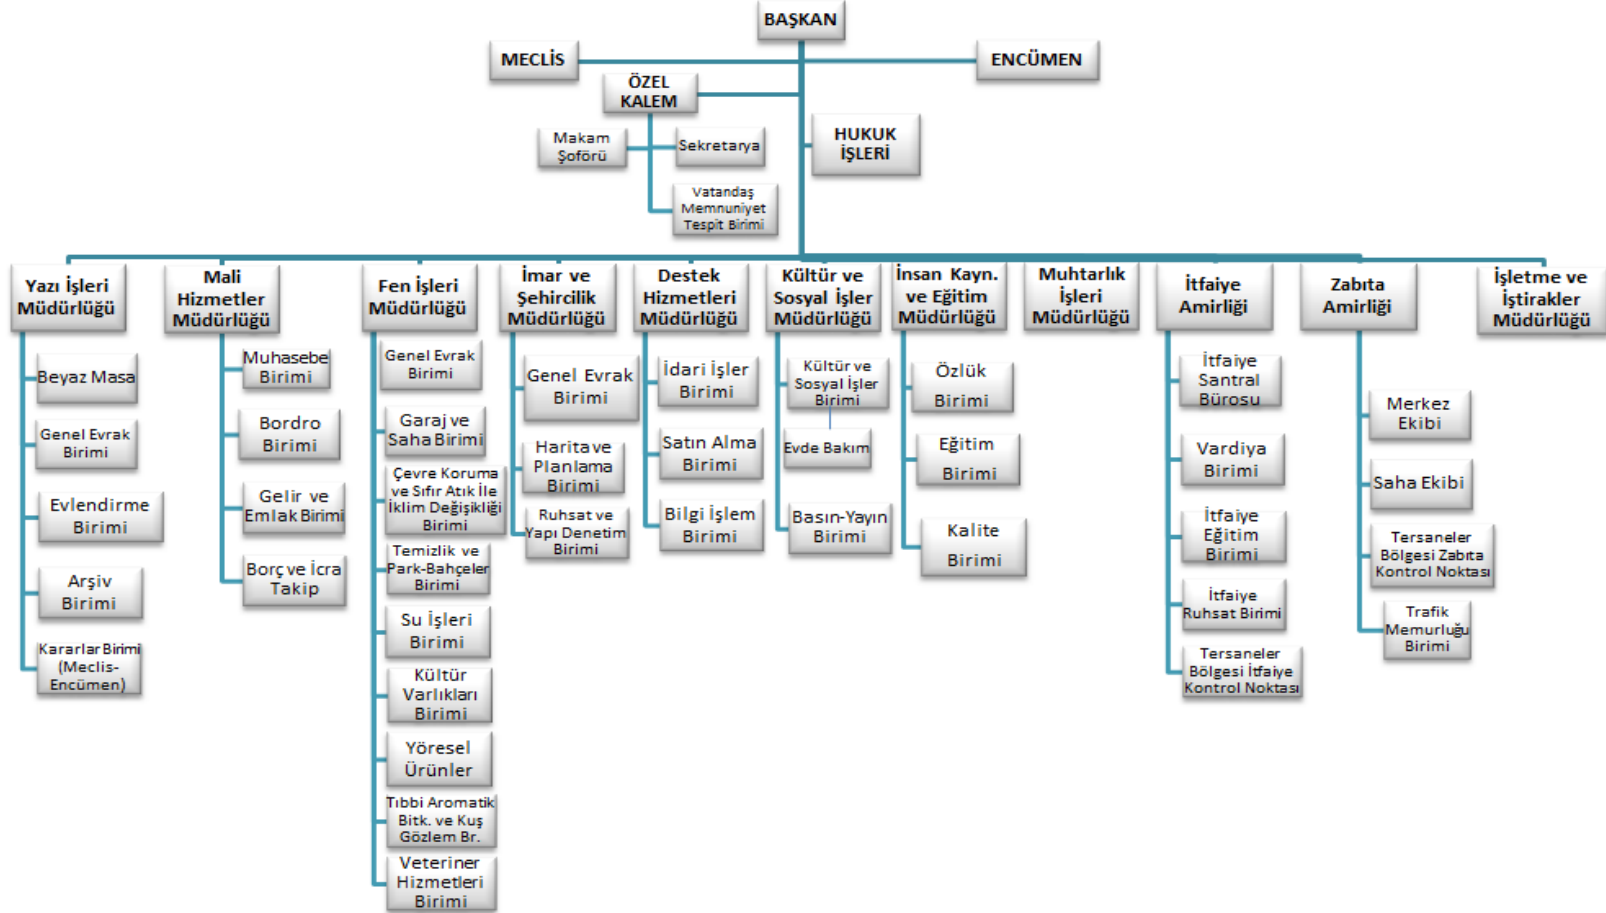 BAŞKAN
MECLİS
ENCÜMEN
ÖZEL
KALEM
HUKUK
İŞLERİ
Makam
Şoförü
Sekretarya
Vatandaş
Memnuniyet
Tespit Birimi
Yazı İşleri
Müdürlüğü
Beyaz Masa
Genel Evrak
Birimi
Evlendirme
Birimi
Arşiv
Birimi
Kararlar Birimi
(Meclis-
Encümen)
Mali
Hizmetler
Müdürlüğü
Muhasebe
Birimi
Bordro
Birimi
Gelir ve
Emlak Birimi
Borç ve İcra
Takip
Fen İşleri
Müdürlüğü
Genel Evrak
Birimi
Garaj ve
Saha Birimi
Çevre Koruma
ve Sıfır Atık İle
İklim Değişikliği
Birimi
Temizlik ve
Park-Bahçeler
Birimi
Su İşleri
Birimi
Kültür
Varlıkları
Birimi
Yöresel
Ürünler
Tıbbi Aromatik
Bitk. ve Kuş
Gözlem Br.
Veteriner
Hizmetleri
Birimi
İmar ve
Şehircilik
Müdürlüğü
Genel Evrak
Birimi
Harita ve
Planlama
Birimi
Ruhsat ve
Yapı Denetim
Birimi
Destek
Hizmetleri
Müdürlüğü
İdari İşler
Birimi
Satın Alma
Birimi
Bilgi İşlem
Birimi
Kültür ve
Sosyal İşler
Müdürlüğü
Kültür ve
Sosyal İşler
Birimi
Evde Bakım
Basın-Yayın
Birimi
İnsan Kayn.
ve Eğitim
Müdürlüğü
Özlük
Birimi
Eğitim
Birimi
Kalite
Birimi
Muhtarlık
İşleri
Müdürlüğü
İtfaiye
Amirliği
İtfaiye
Santral
Bürosu
Vardiya
Birimi
İtfaiye
Eğitim
Birimi
İtfaiye
Ruhsat Birimi
Tersaneler
Bölgesi İtfaiye
Kontrol Noktası
Zabıta
Amirliği
Merkez
Ekibi
Saha Ekibi
Tersaneler
Bölgesi Zabıta
Kontrol Noktası
Trafik
Memurluğu
Birimi
İşletme ve
İştirakler
Müdürlüğü